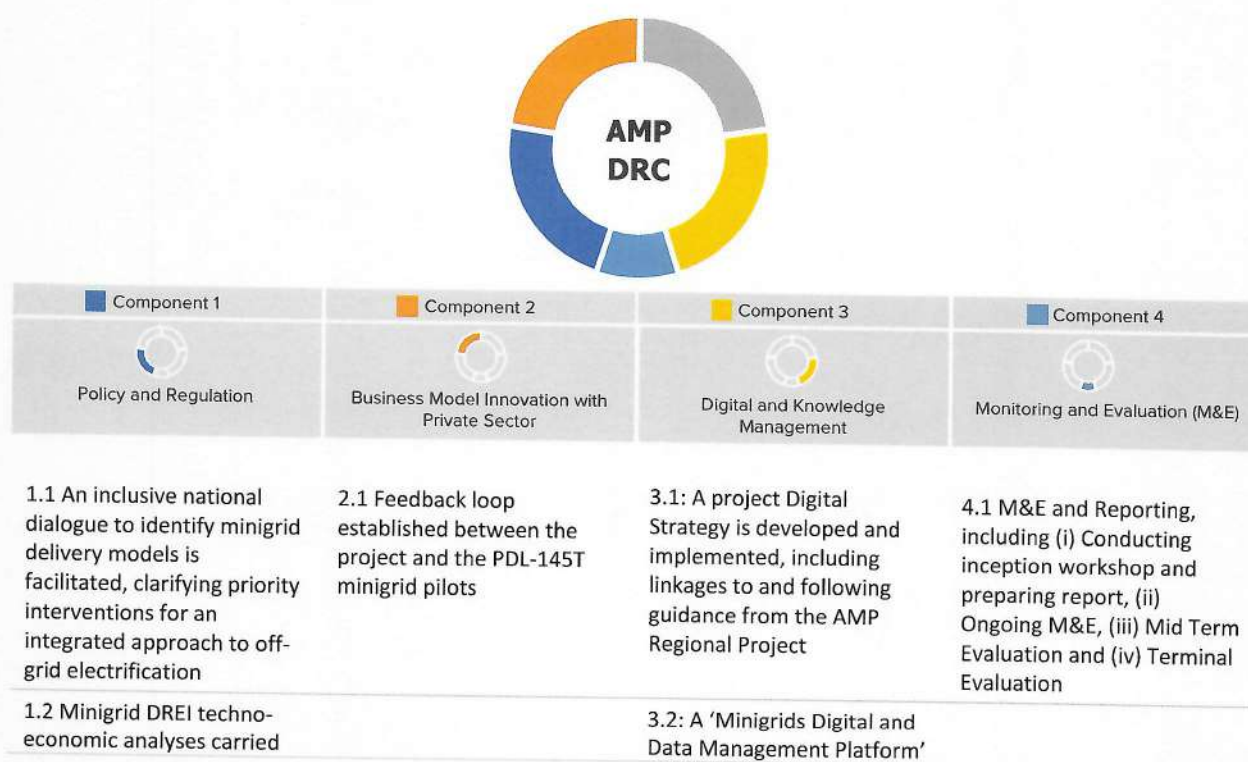 AMP
DRC
Component 1
Component 2
Component 3
Component 4
Policy and Regulation
Business Model Innovation with
Private Sector
Digital and Knowledge
Management
Monitoring and Evaluation (M&E)
1.1 An inclusive national
dialogue to identify minigrid
delivery models is
facilitated, clarifying priority
interventions for an
integrated approach to off-
grid electrification
2.1 Feedback loop
established between the
project and the PDL-145T
minigrid pilots
3.1: A project Digital
Strategy is developed and
implemented, including
linkages to and following
guidance from the AMP
Regional Project
4.1 M&E and Reporting,
including (i) Conducting
inception workshop and
preparing report, (ii)
Ongoing M&E, (iii) Mid Term
Evaluation and (iv) Terminal
Evaluation
1.2 Minigrid DREI techno-
economic analyses carried
3.2: A ‘Minigrids Digital and
Data Management Platform’